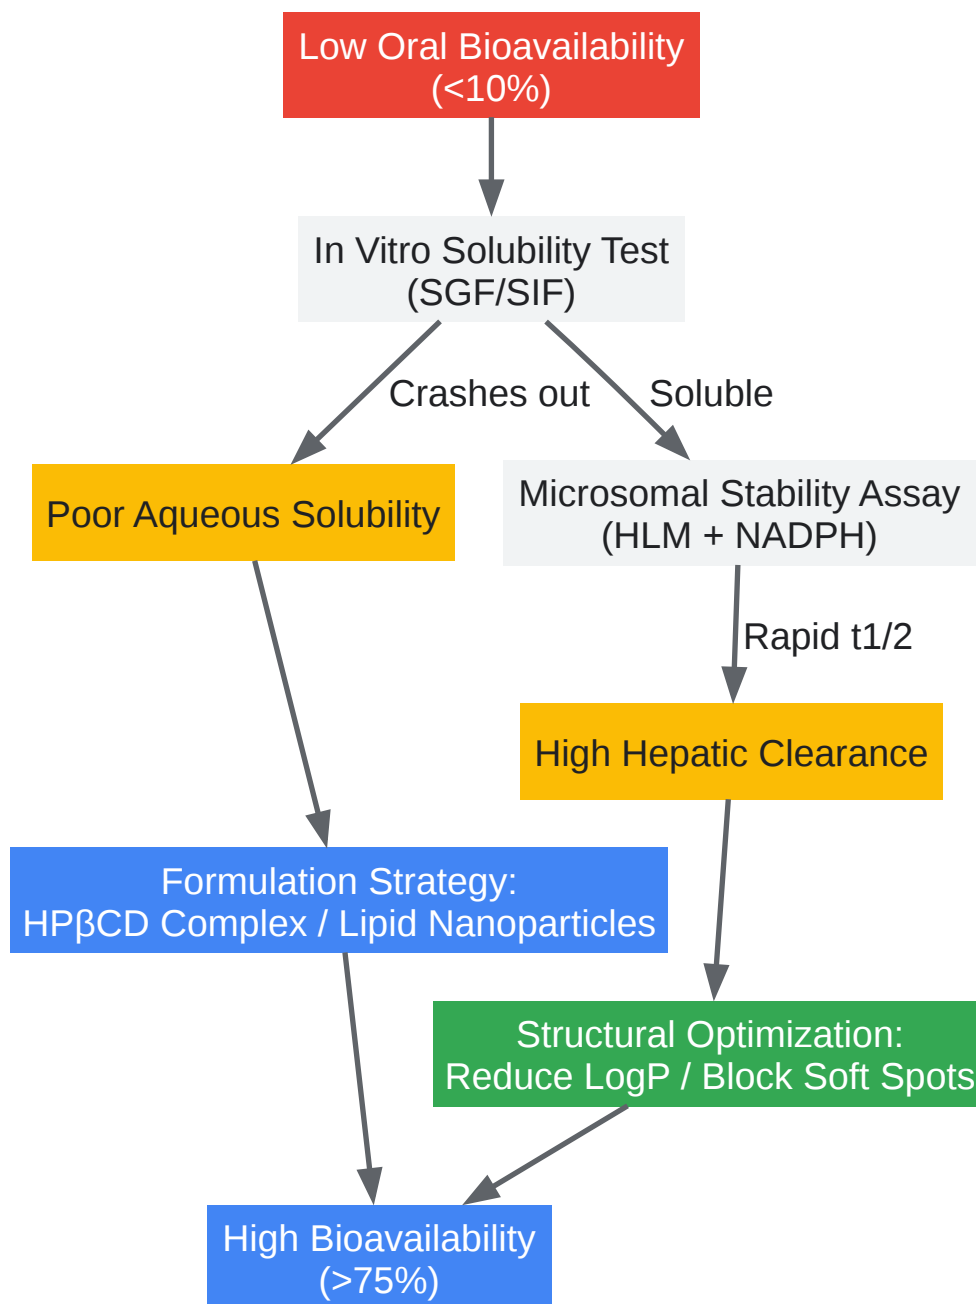 Low Oral Bioavailability
(<10%)
In Vitro Solubility Test
(SGF/SIF)
Crashes out
Soluble
Poor Aqueous Solubility
Microsomal Stability Assay
(HLM + NADPH)
Rapid t1/2
High Hepatic Clearance
Formulation Strategy:
HPβCD Complex / Lipid Nanoparticles
Structural Optimization:
Reduce LogP / Block Soft Spots
High Bioavailability
(>75%)